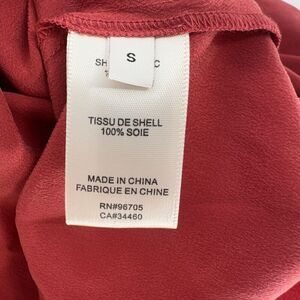 S
TISSU DE SHELL
100% SOIE
MADE IN CHINA
FABRIQUE EN CHINE
RN#96705
CA#34460